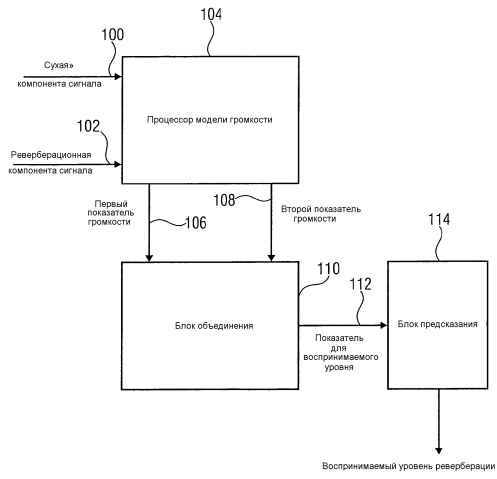 104
Сухая»
100
компонента сигнала
Процессор модели громкости
102
Реверберационная
компонента сигнала
Первый
показатель
громкости
106
108
Второй показатель
громкости
114
110
112
Блок объединения
Блок предсказания
Показатель
для
воспринимаемого
уровня
Воспринимаемый уровень реверберации